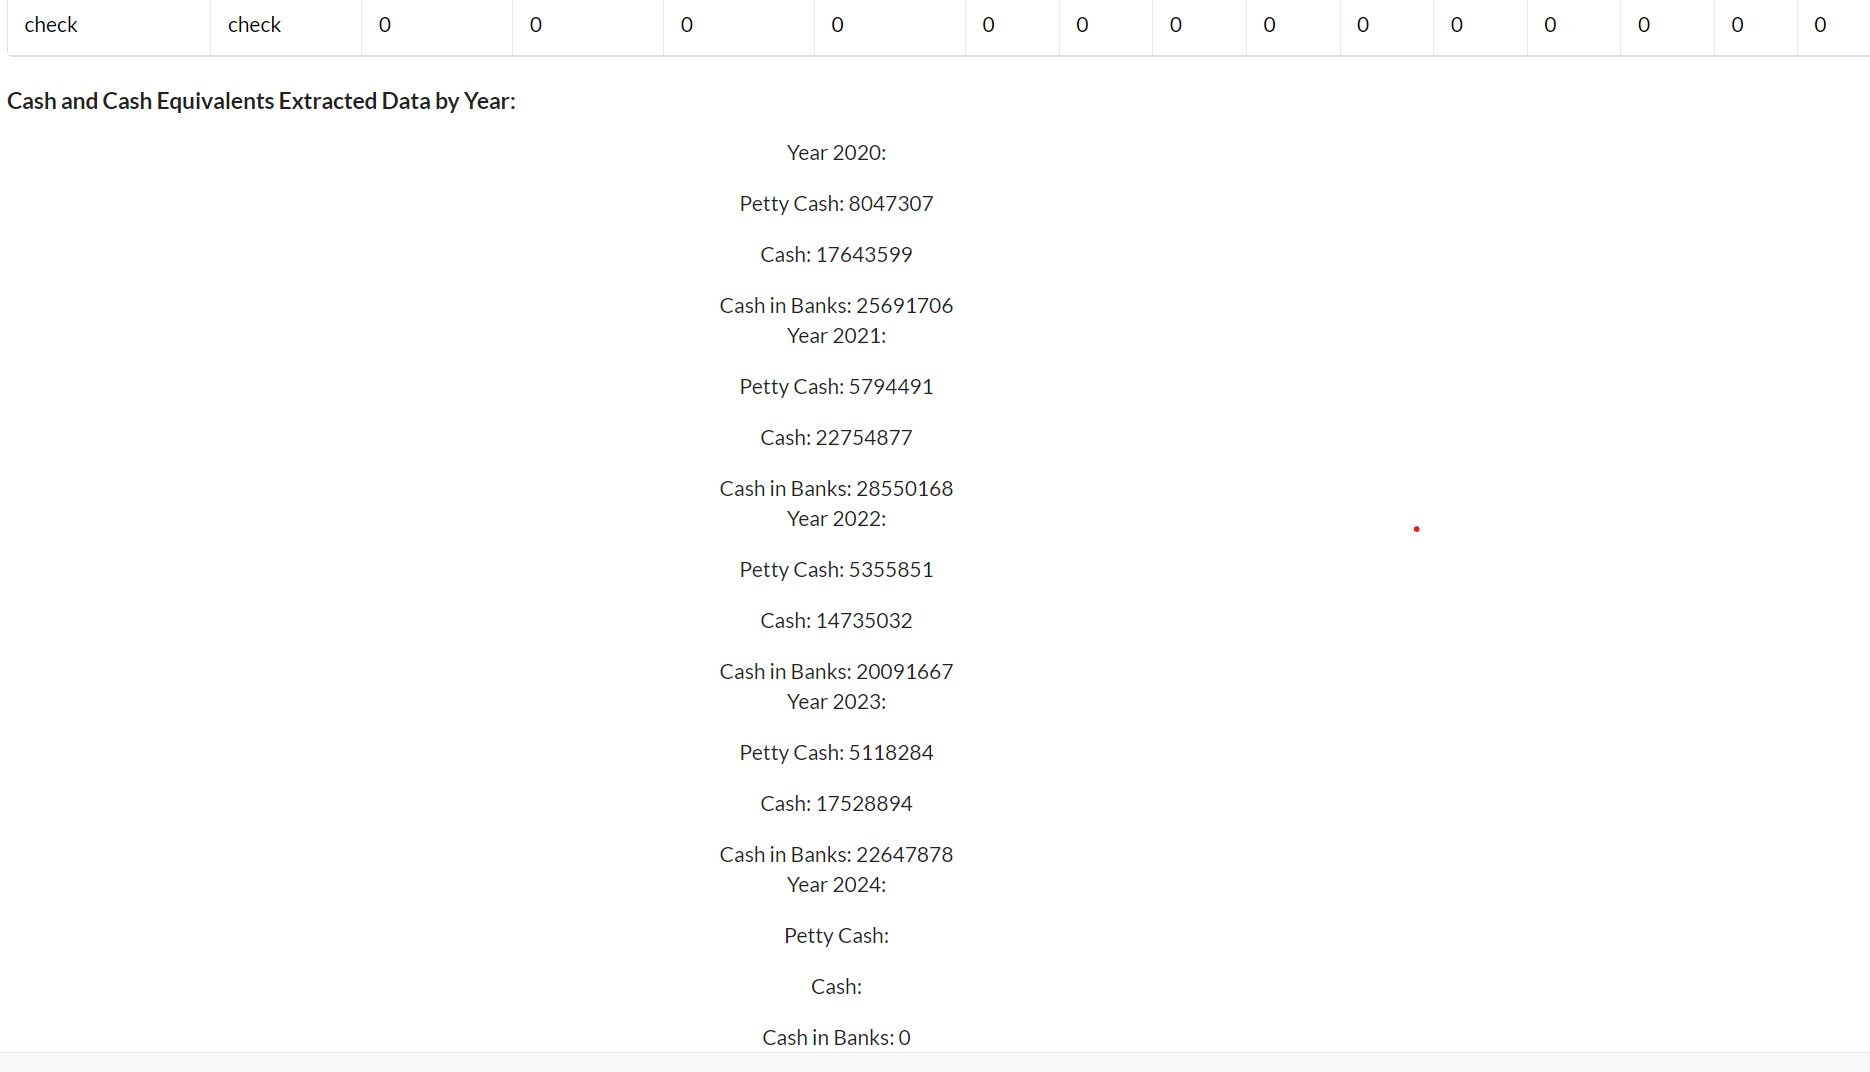 check check 0 0 0 0 0 0 0 0 0 0 0 0 0 0
Cash and Cash Equivalents Extracted Data by Year:
Year 2020:
Petty Cash: 8047307
Cash: 17643599
Cash in Banks: 25691706
Year 2021:
Petty Cash: 5794491
Cash: 22754877
Cash in Banks: 28550168
Year 2022:
Petty Cash: 5355851
Cash: 14735032
Cash in Banks: 20091667
Year 2023:
Petty Cash: 5118284
Cash: 17528894
Cash in Banks: 22647878
Year 2024:
Petty Cash:
Cash:
Cash in Banks: 0